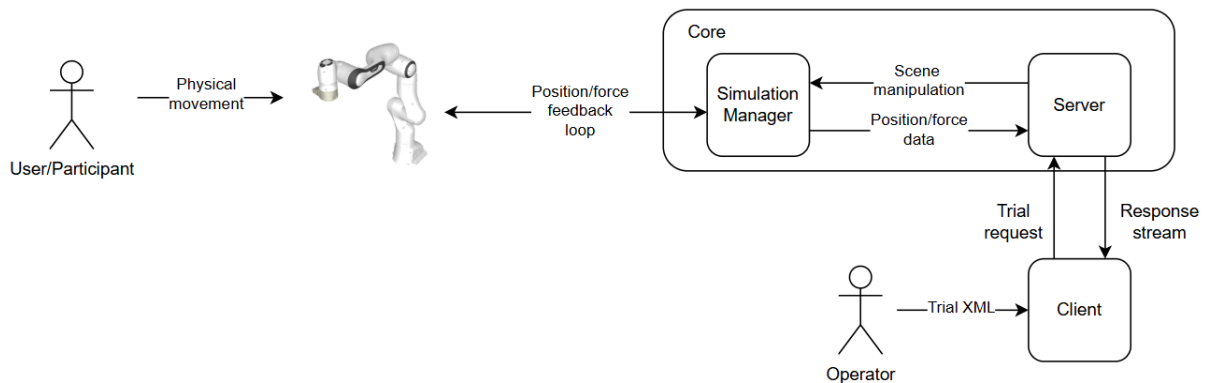 Core
Physical
movement
User/Participant
Position/force
feedback
loop
Simulation
Manager
Scene
manipulation
Position/force
data
Server
Trial
request
Response
stream
Trial XML
Client
Operator